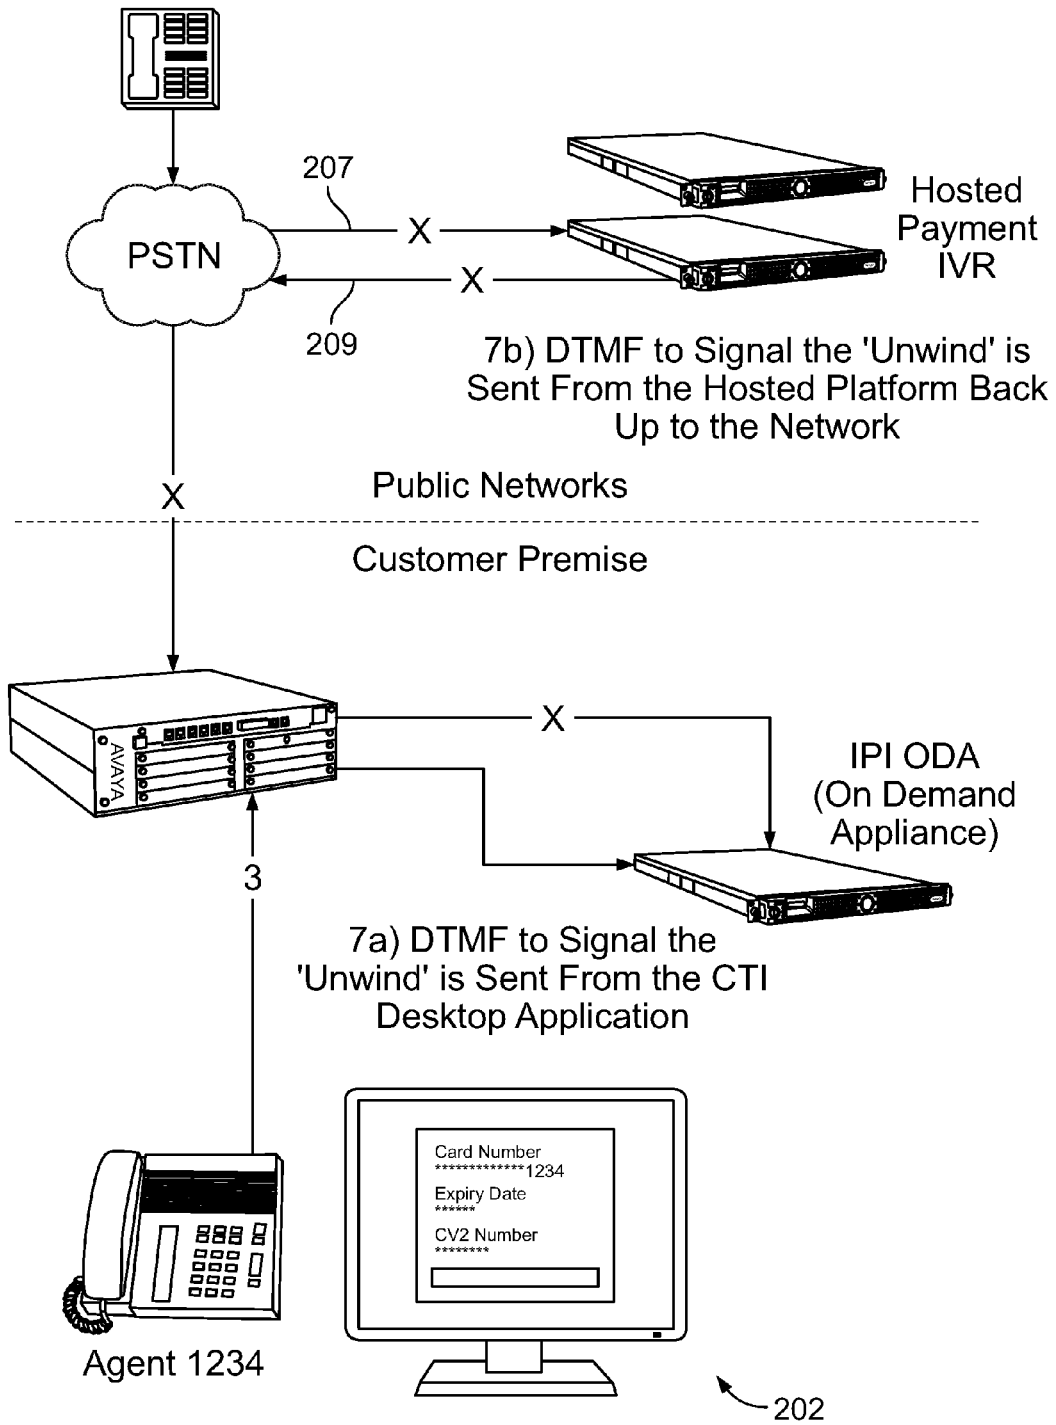 207
X
PSTN
Hosted
Payment
IVR
X
209
7b) DTMF to Signal the 'Unwind' is
Sent From the Hosted Platform Back
Up to the Network
X
Public Networks
Customer Premise
X
AVAYA
IPI ODA
(On Demand
Appliance)
3
7a) DTMF to Signal the
'Unwind' is Sent From the CTI
Desktop Application
Card Number
*************1234
Expiry Date
******
CV2 Number
********
Agent 1234
202